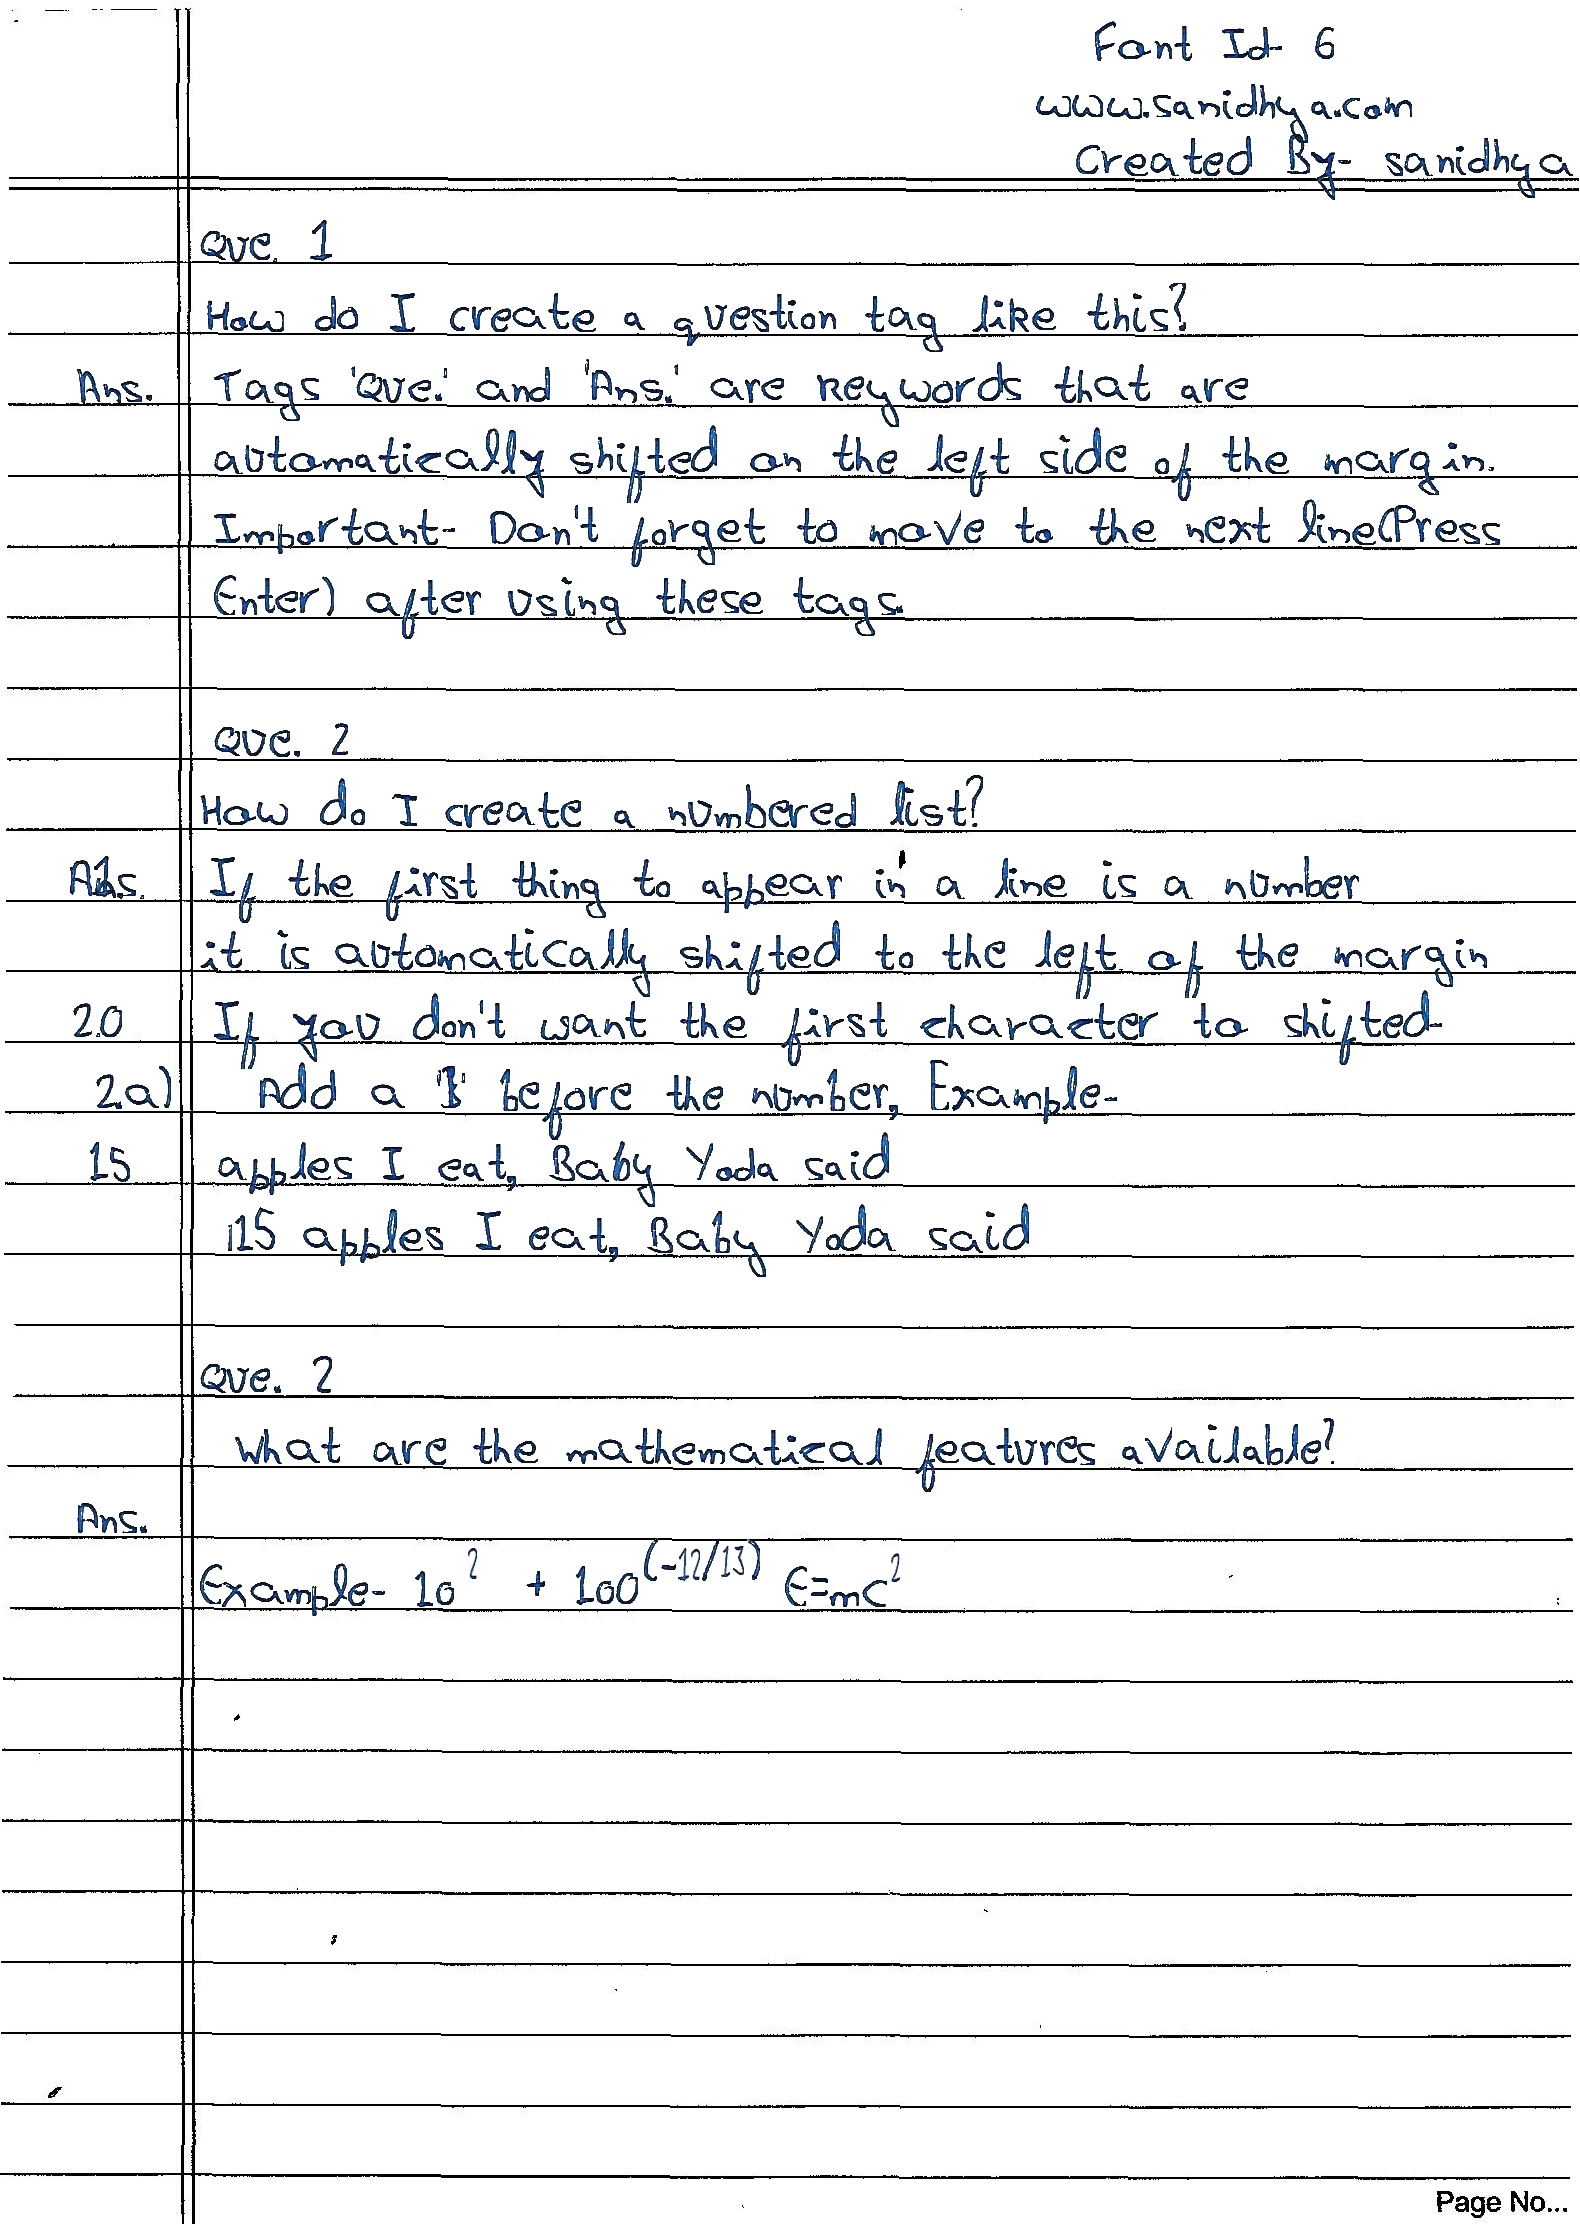 Font Id- 6
www.sanidhya.com
Created By- sanidhya
Que. 1
How do I create a question tag like this?
Ans. Tags 'Que.' and 'Ans.' are keywords that are
automatically shifted on the left side of the margin.
Important- Don't forget to move to the next line(Press
Enter) after using these tags.
Que. 2
How do I create a numbered list?
If the first thing to appear in a line is a number
it is automatically shifted to the left of the margin
2.0 If you don't want the first character to shifted-
2.a) Add a before the number, Example-
15 apples I eat, Baby Yoda said
15 apples I eat, Baby Yoda said
Que. 2
What are the mathematical features available?
Ans.
Example- 10² + 100^(-12/13) E=mc²
Page No...